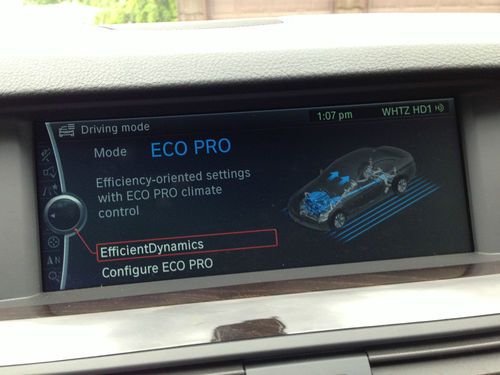 Driving mode
1:07 pm
WHTZ HD1
Mode ECO PRO
Efficiency-oriented settings
with ECO PRO climate
control
EfficientDynamics
Configure ECO PRO
N